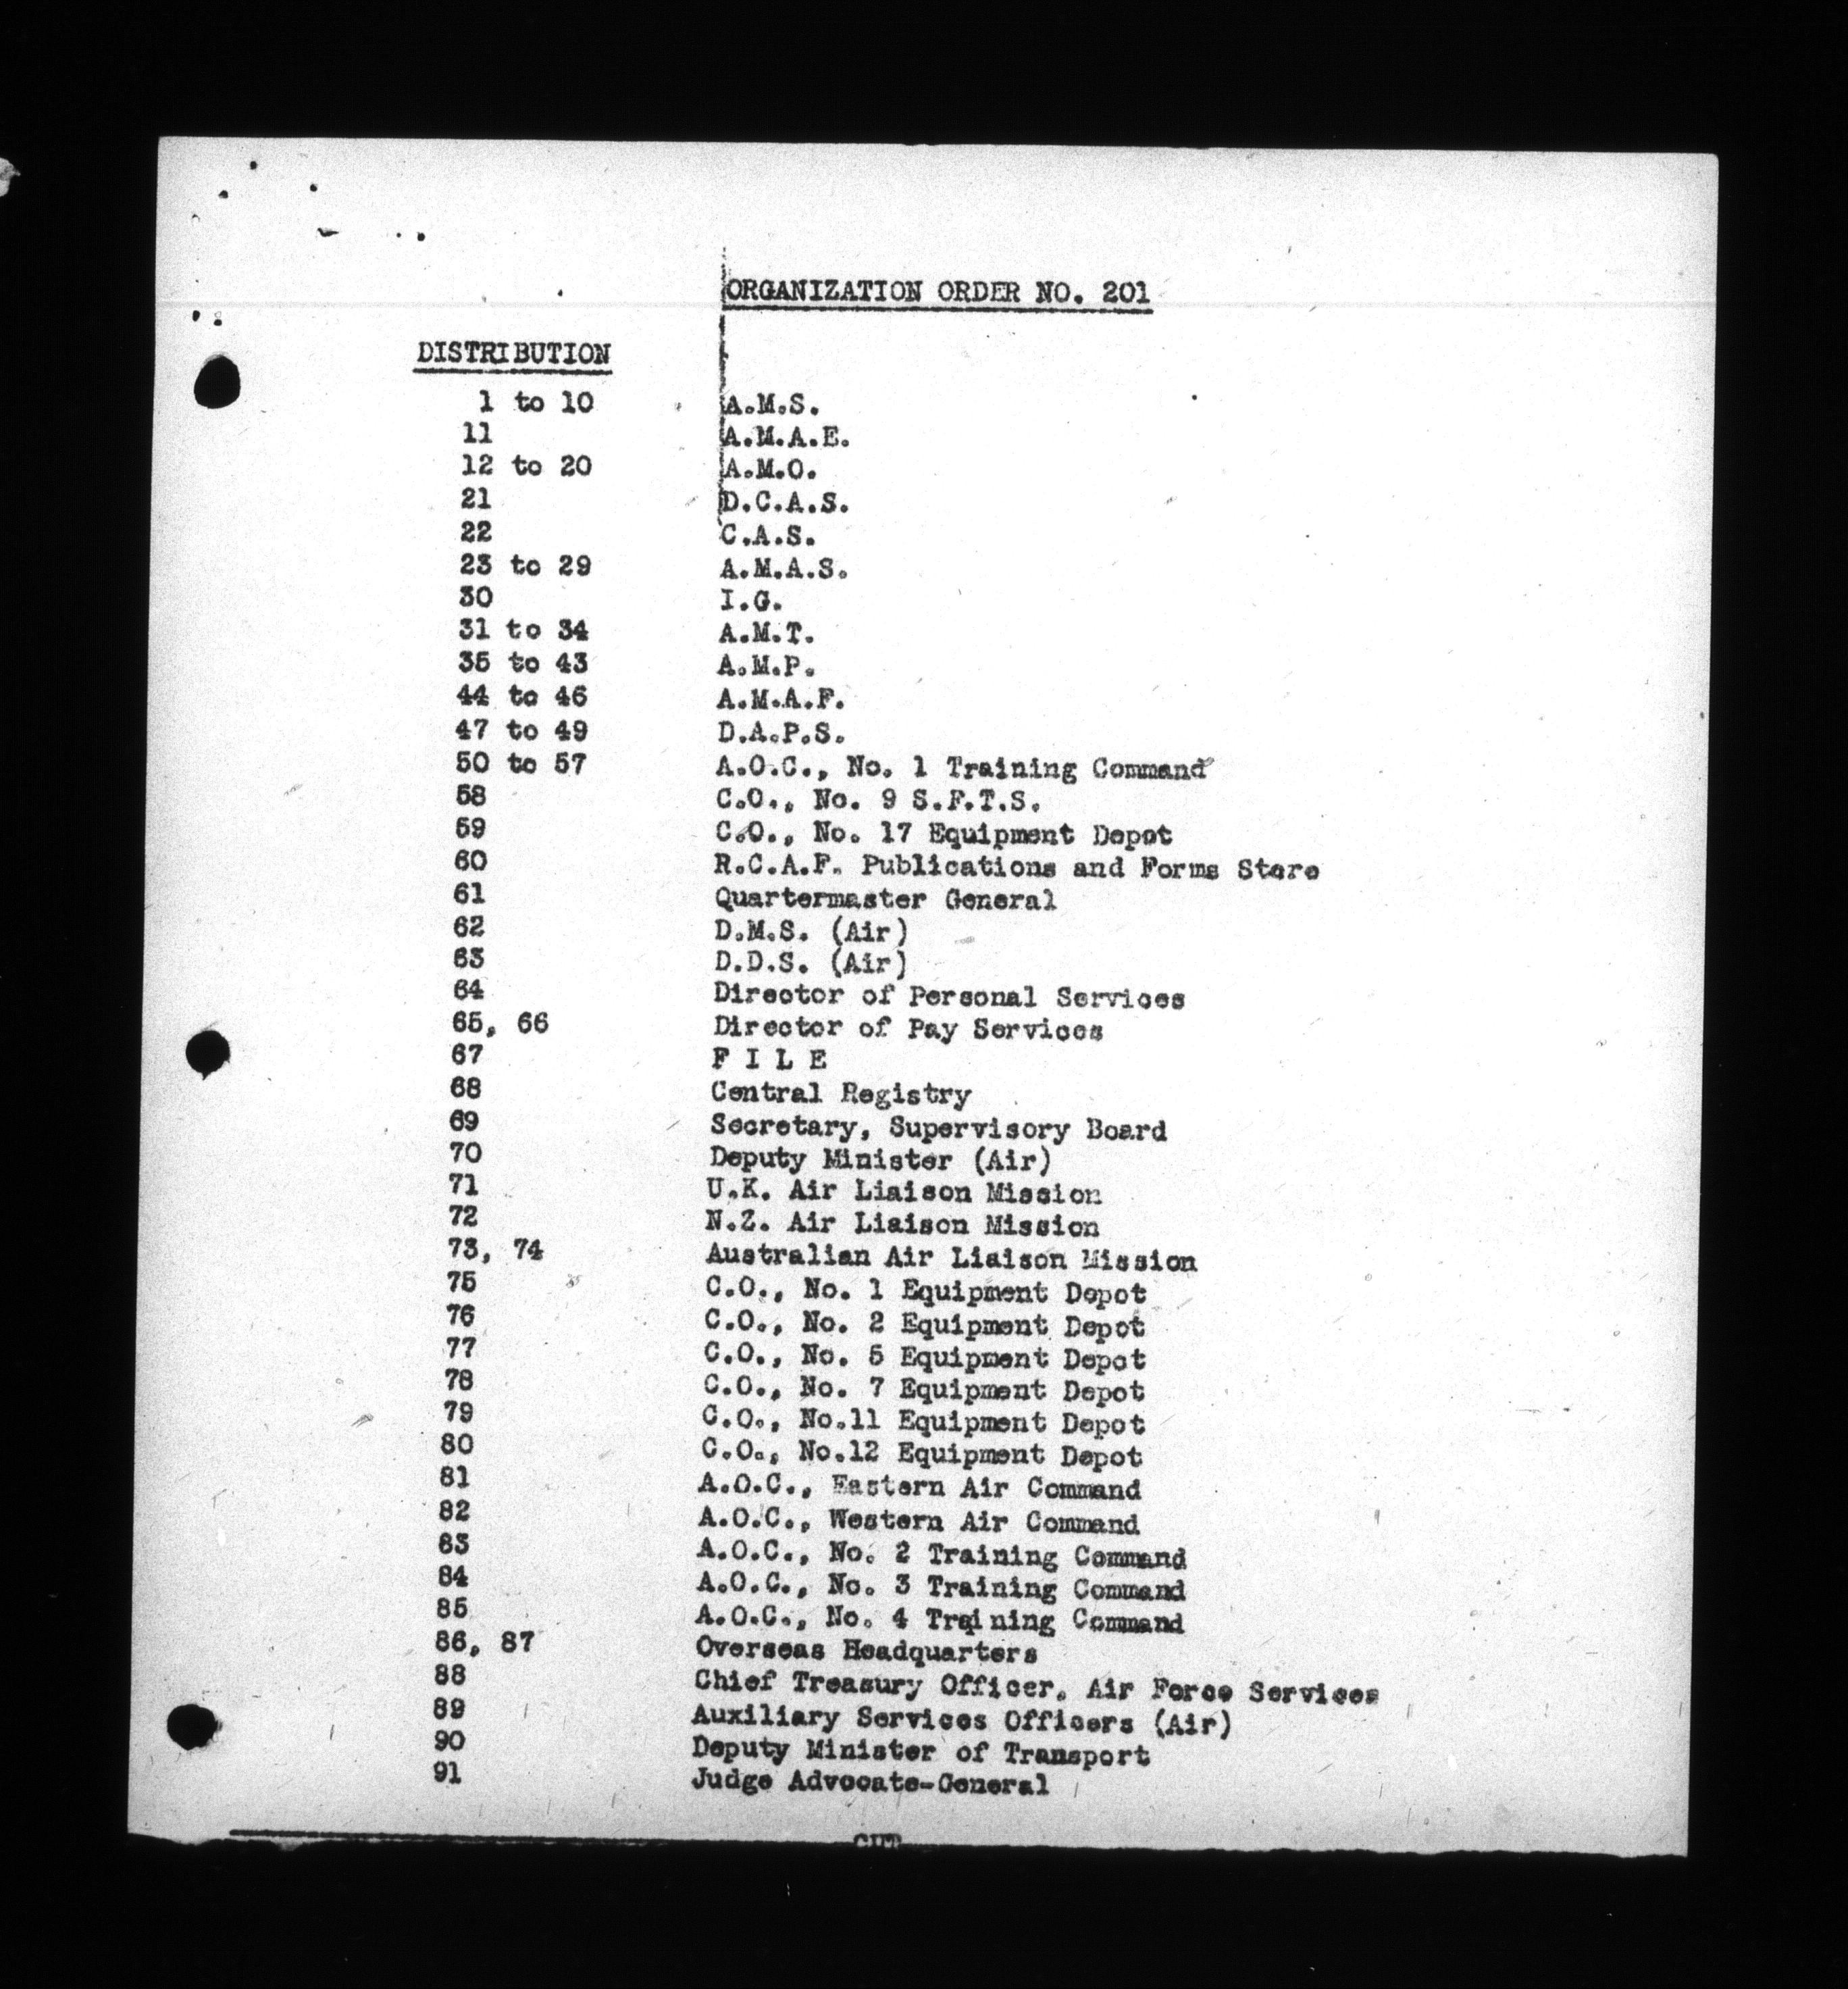 ORGANIZATION ORDER NO. 201
DISTRIBUTION
1 to 10 A.M.S.
11 A.M.A.E.
12 to 20 A.M.O.
21 D.C.A.S.
22 C.A.S.
23 to 29 A.M.A.S.
30 I.G.
31 to 34 A.M.T.
35 to 43 A.M.P.
44 to 46 A.M.A.F.
47 to 49 D.A.P.S.
50 to 57 A.O.C., No. 1 Training Command
58 C.O., No. 9 S.F.T.S.
59 C.O., No. 17 Equipment Depot
60 R.C.A.F. Publications and Forms Store
61 Quartermaster General
62 D.M.S. (Air)
63 D.D.S. (Air)
64 Director of Personal Services
65, 66 Director of Pay Services
67 F I L E
68 Central Registry
69 Secretary, Supervisory Board
70 Deputy Minister (Air)
71 U.K. Air Liaison Mission
72 N.Z. Air Liaison Mission
73, 74 Australian Air Liaison Mission
75 C.O., No. 1 Equipment Depot
76 C.O., No. 2 Equipment Depot
77 C.O., No. 5 Equipment Depot
78 C.O., No. 7 Equipment Depot
79 C.O., No.11 Equipment Depot
80 C.O., No.12 Equipment Depot
81 A.O.C., Eastern Air Command
82 A.O.C., Western Air Command
83 A.O.C., No. 2 Training Command
84 A.O.C., No. 3 Training Command
85 A.O.C., No. 4 Training Command
86, 87 Overseas Headquarters
88 Chief Treasury Officer, Air Force Services
89 Auxiliary Services Officers (Air)
90 Deputy Minister of Transport
91 Judge Advocate-General
CUT